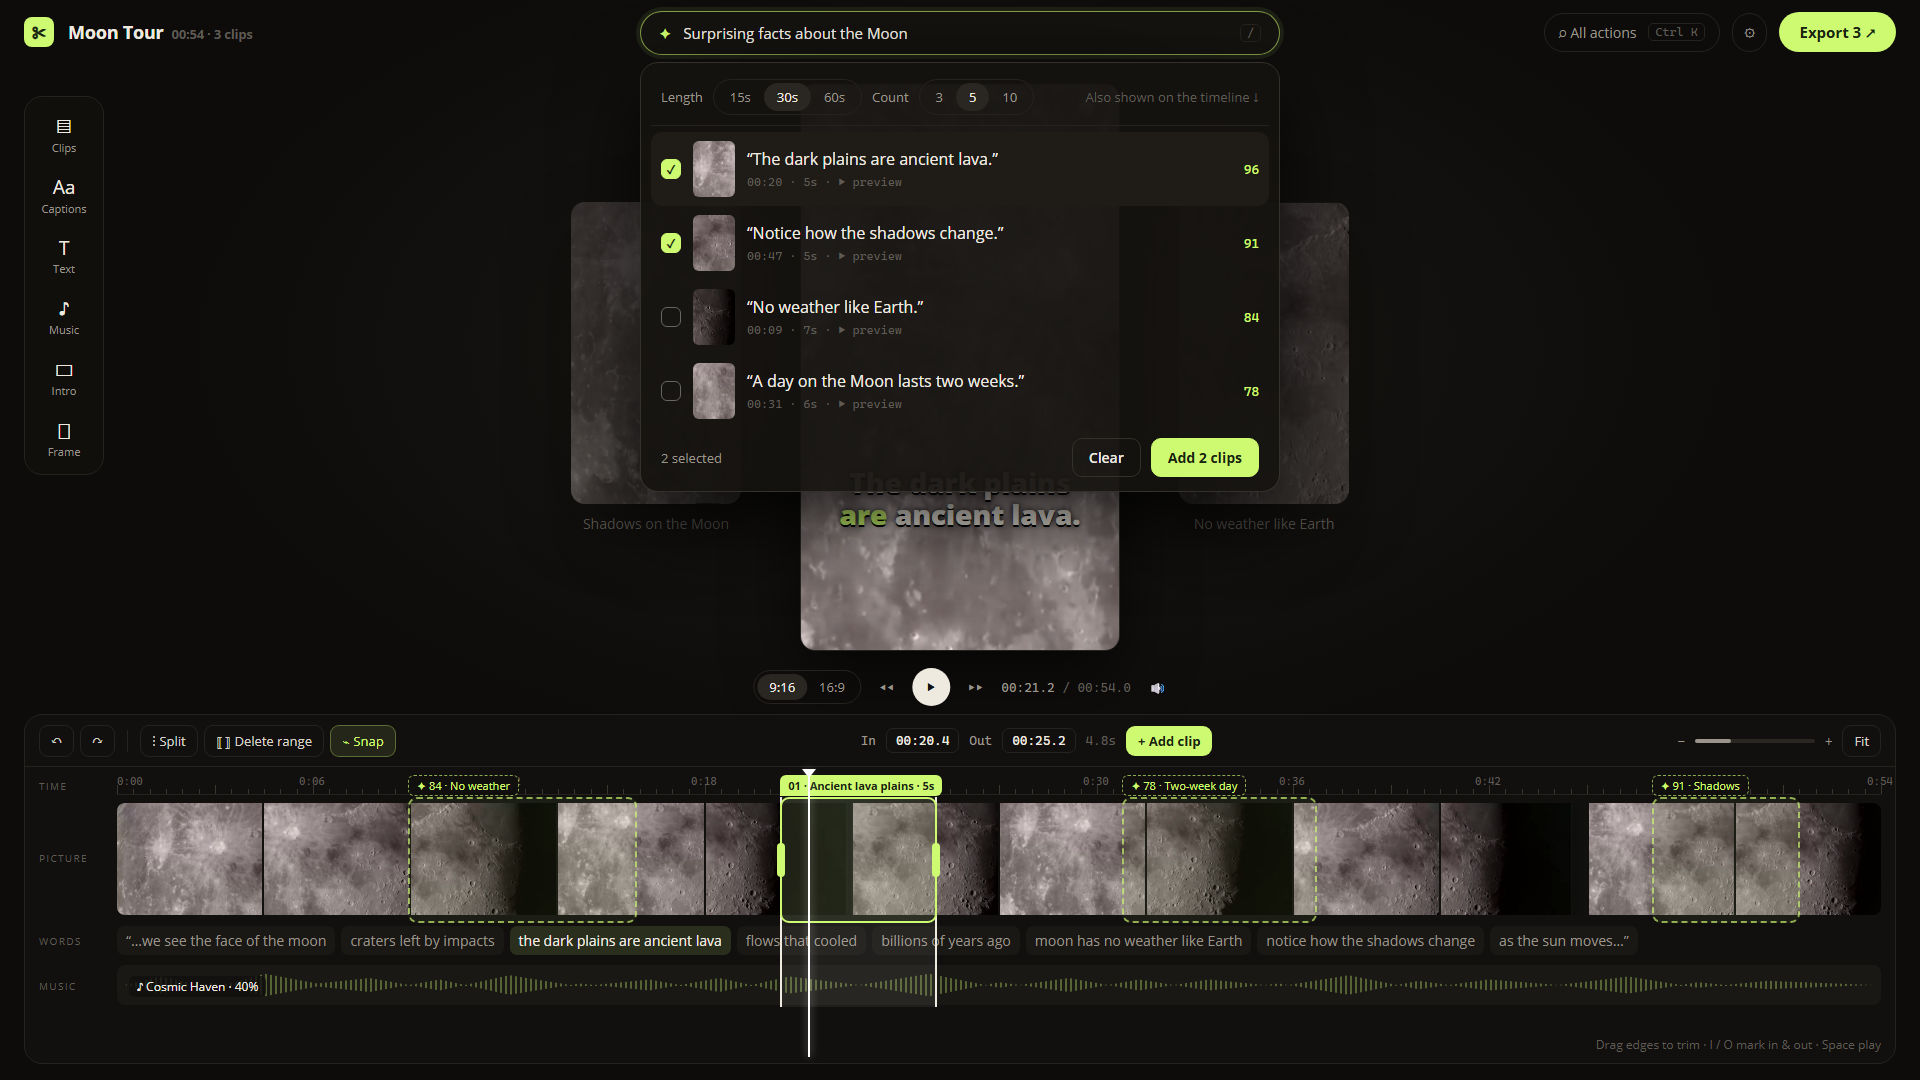 Moon Tour 00:54 · 3 clips
✦ Surprising facts about the Moon /
All actions Ctrl K
Export 3 ↗
Clips
Aa
Captions
T
Text
♪
Music
Intro
Frame
Length 15s 30s 60s Count 3 5 10 Also shown on the timeline ↓
“The dark plains are ancient lava.”
00:20 · 5s · ▶ preview
96
“Notice how the shadows change.”
00:47 · 5s · ▶ preview
91
“No weather like Earth.”
00:09 · 7s · ▶ preview
84
“A day on the Moon lasts two weeks.”
00:31 · 6s · ▶ preview
78
2 selected Clear Add 2 clips
The dark plains
are ancient lava.
Shadows on the Moon
No weather like Earth
9:16 16:9 00:21.2 / 00:54.0
Split Delete range Snap
In 00:20.4 Out 00:25.2 4.8s + Add clip
− + Fit
TIME 0:00 0:06 0:18 0:30 0:36 0:42 0:54
✦ 84 · No weather
01 · Ancient lava plains · 5s
✦ 78 · Two-week day
✦ 91 · Shadows
PICTURE
WORDS “...we see the face of the moon craters left by impacts the dark plains are ancient lava flows that cooled billions of years ago moon has no weather like Earth notice how the shadows change as the sun moves...”
MUSIC ♪ Cosmic Haven · 40%
Drag edges to trim · I / O mark in & out · Space play